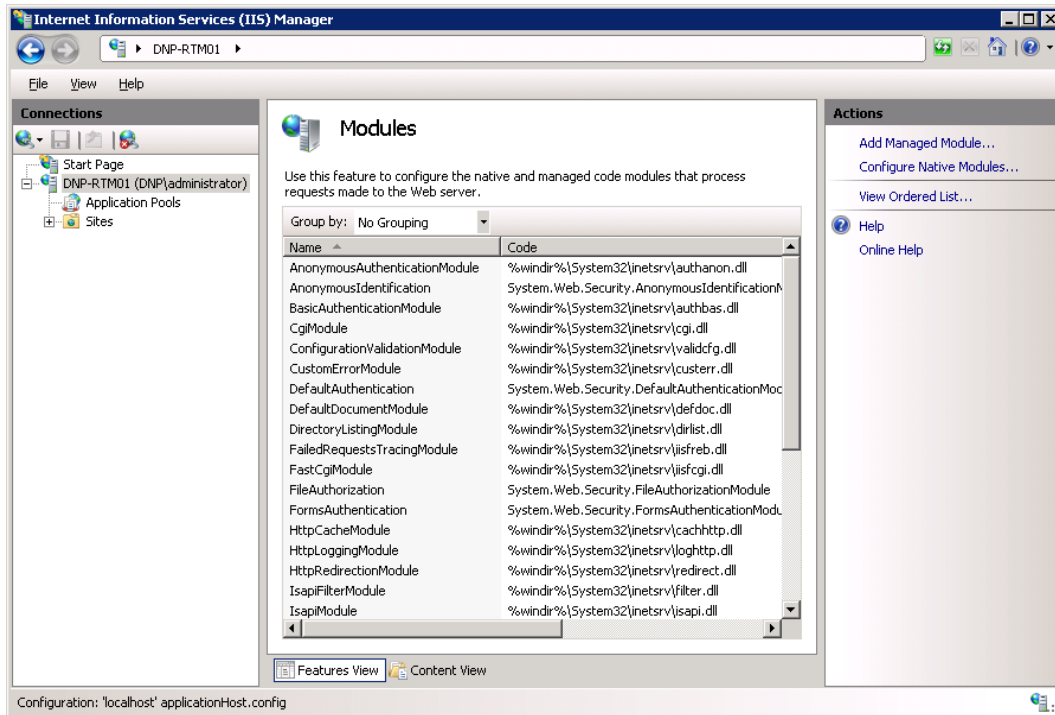 Internet Information Services (IIS) Manager
DNP-RTM01
File View Help
Connections
Start Page
DNP-RTM01 (DNP\administrator)
Application Pools
Sites
Modules
Use this feature to configure the native and managed code modules that process
requests made to the Web server.
Group by: No Grouping
Name Code
AnonymousAuthenticationModule %windir%\System32\inetsrv\authanon.dll
AnonymousIdentification System.Web.Security.AnonymousIdentificationM
BasicAuthenticationModule %windir%\System32\inetsrv\authbas.dll
CgiModule %windir%\System32\inetsrv\cgi.dll
ConfigurationValidationModule %windir%\System32\inetsrv\validcfg.dll
CustomErrorModule %windir%\System32\inetsrv\custerr.dll
DefaultAuthentication System.Web.Security.DefaultAuthenticationMod
DefaultDocumentModule %windir%\System32\inetsrv\defdoc.dll
DirectoryListingModule %windir%\System32\inetsrv\dirlist.dll
FailedRequestsTracingModule %windir%\System32\inetsrv\iisfreb.dll
FastCgiModule %windir%\System32\inetsrv\iisfcgi.dll
FileAuthorization System.Web.Security.FileAuthorizationModule
FormsAuthentication System.Web.Security.FormsAuthenticationModu
HttpCacheModule %windir%\System32\inetsrv\cachhttp.dll
HttpLoggingModule %windir%\System32\inetsrv\loghttp.dll
HttpRedirectionModule %windir%\System32\inetsrv\redirect.dll
IsapiFilterModule %windir%\System32\inetsrv\filter.dll
IsapiModule %windir%\System32\inetsrv\isapi.dll
Features View Content View
Actions
Add Managed Module...
Configure Native Modules...
View Ordered List...
Help
Online Help
Configuration: 'localhost' applicationHost.config